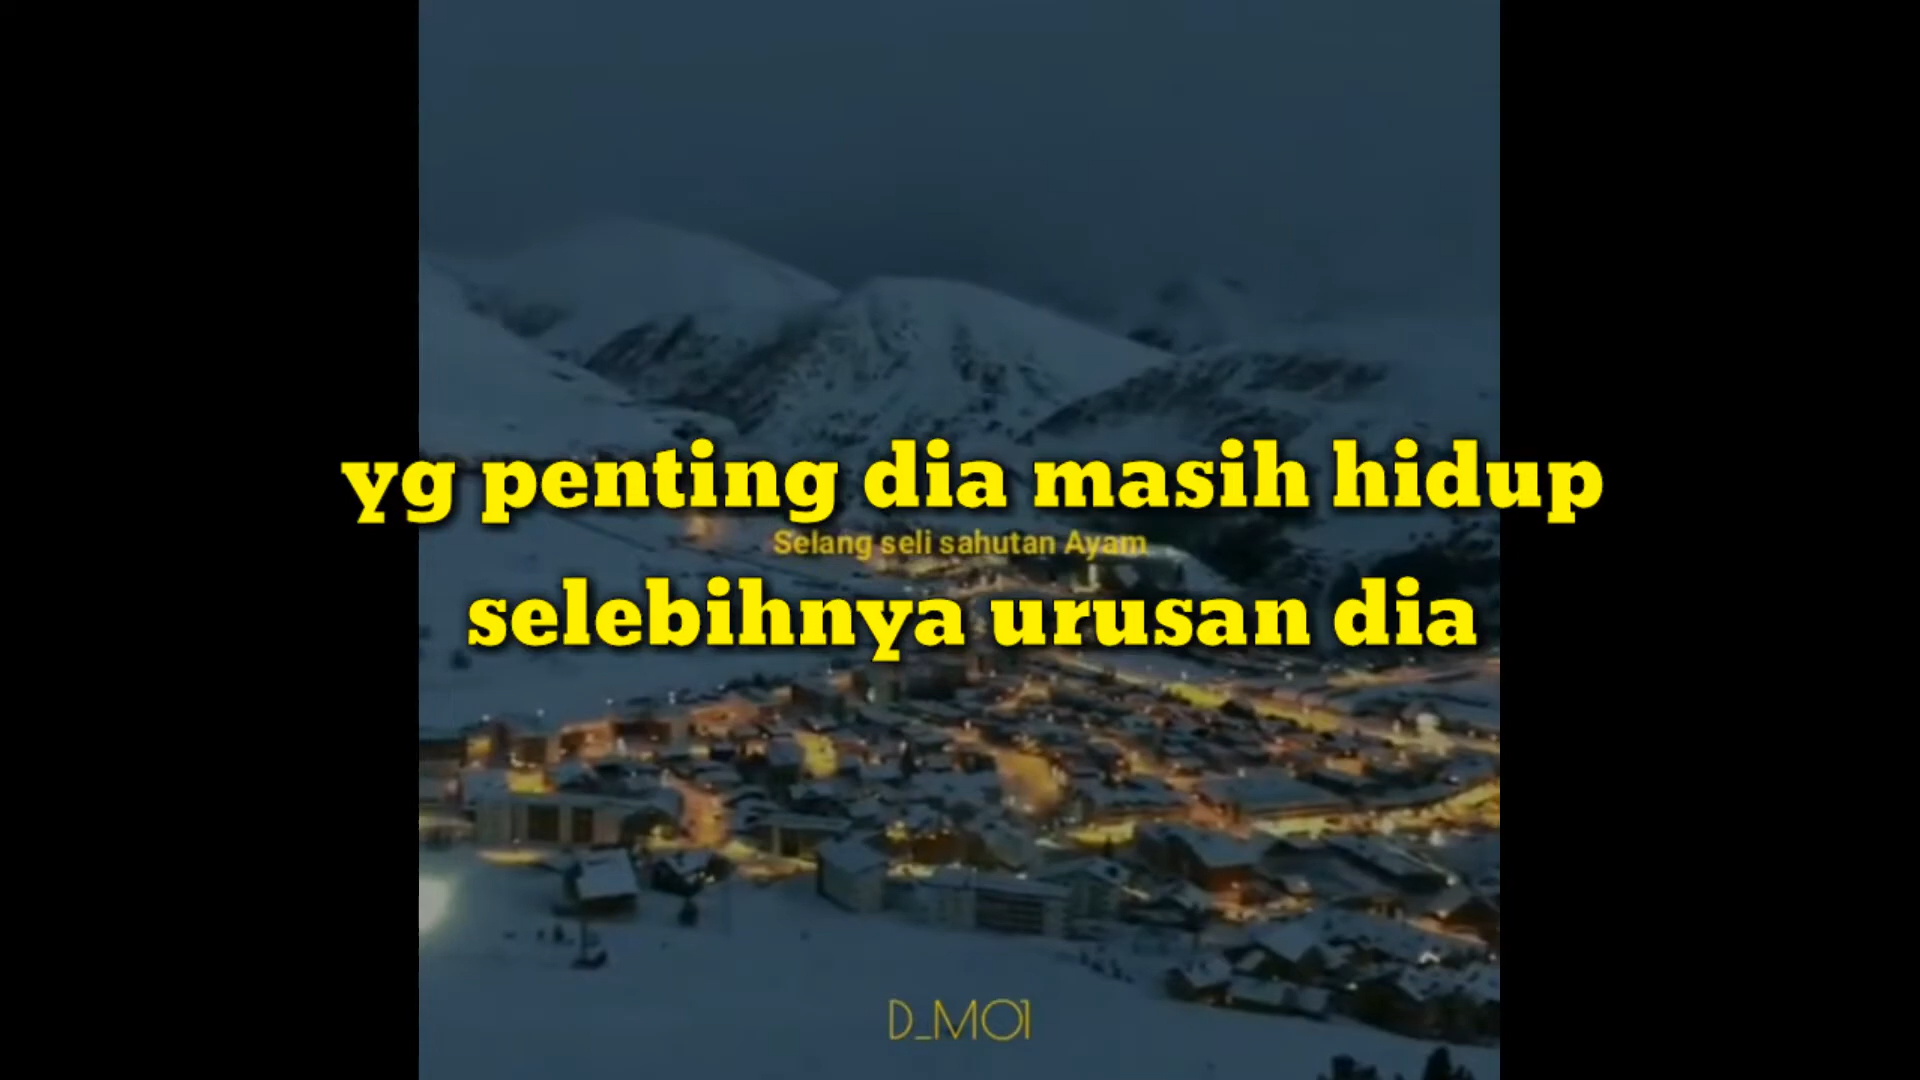 yg penting dia masih hidup
Selang seli sahutan Ayam
selebihnya urusan dia
D_MO1